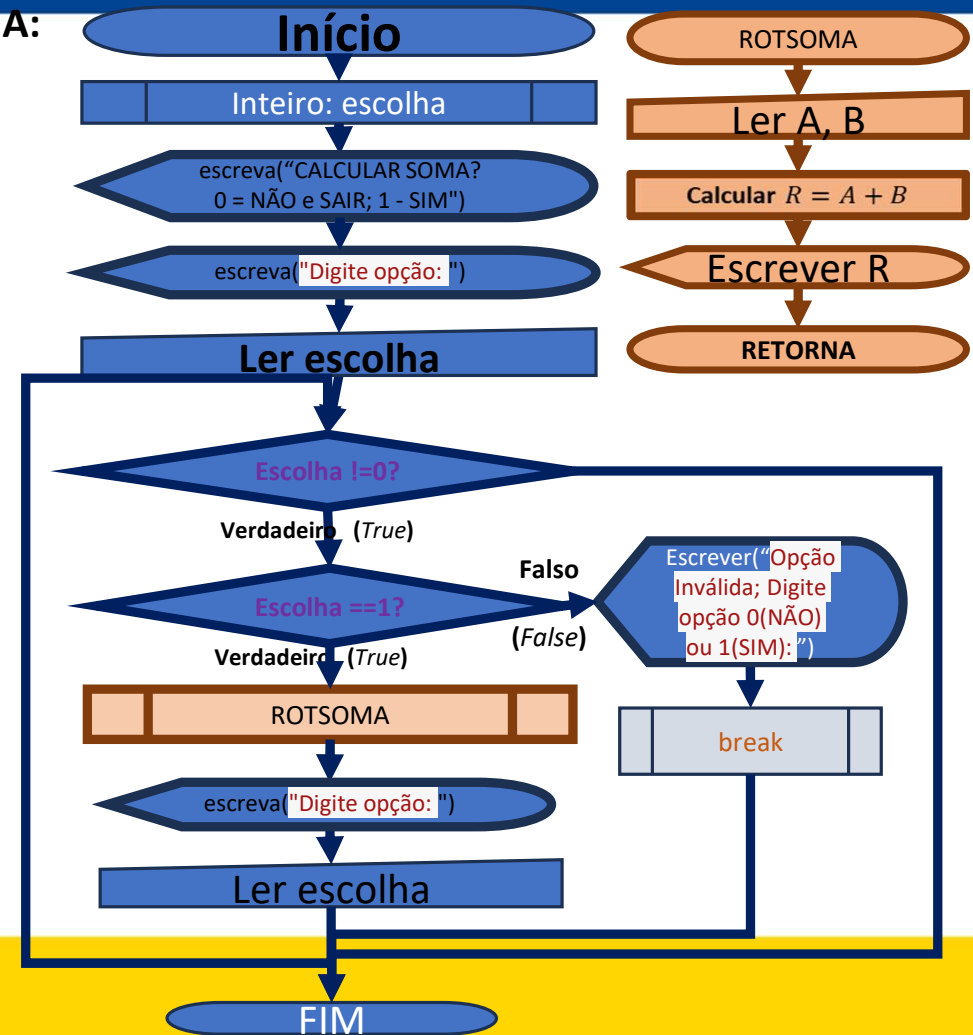 A:
Início
Inteiro: escolha
escreva(“CALCULAR SOMA?
0 = NÃO e SAIR; 1 - SIM")
escreva("Digite opção: ")
Ler escolha
Escolha !=0?
Verdadeiro (True)
Escolha ==1?
Falso
(False)
Verdadeiro (True)
Escrever(“Opção
Inválida; Digite
opção 0(NÃO)
ou 1(SIM): ”)
break
ROTSOMA
escreva("Digite opção: ")
Ler escolha
FIM
ROTSOMA
Ler A, B
Calcular R = A + B
Escrever R
RETORNA